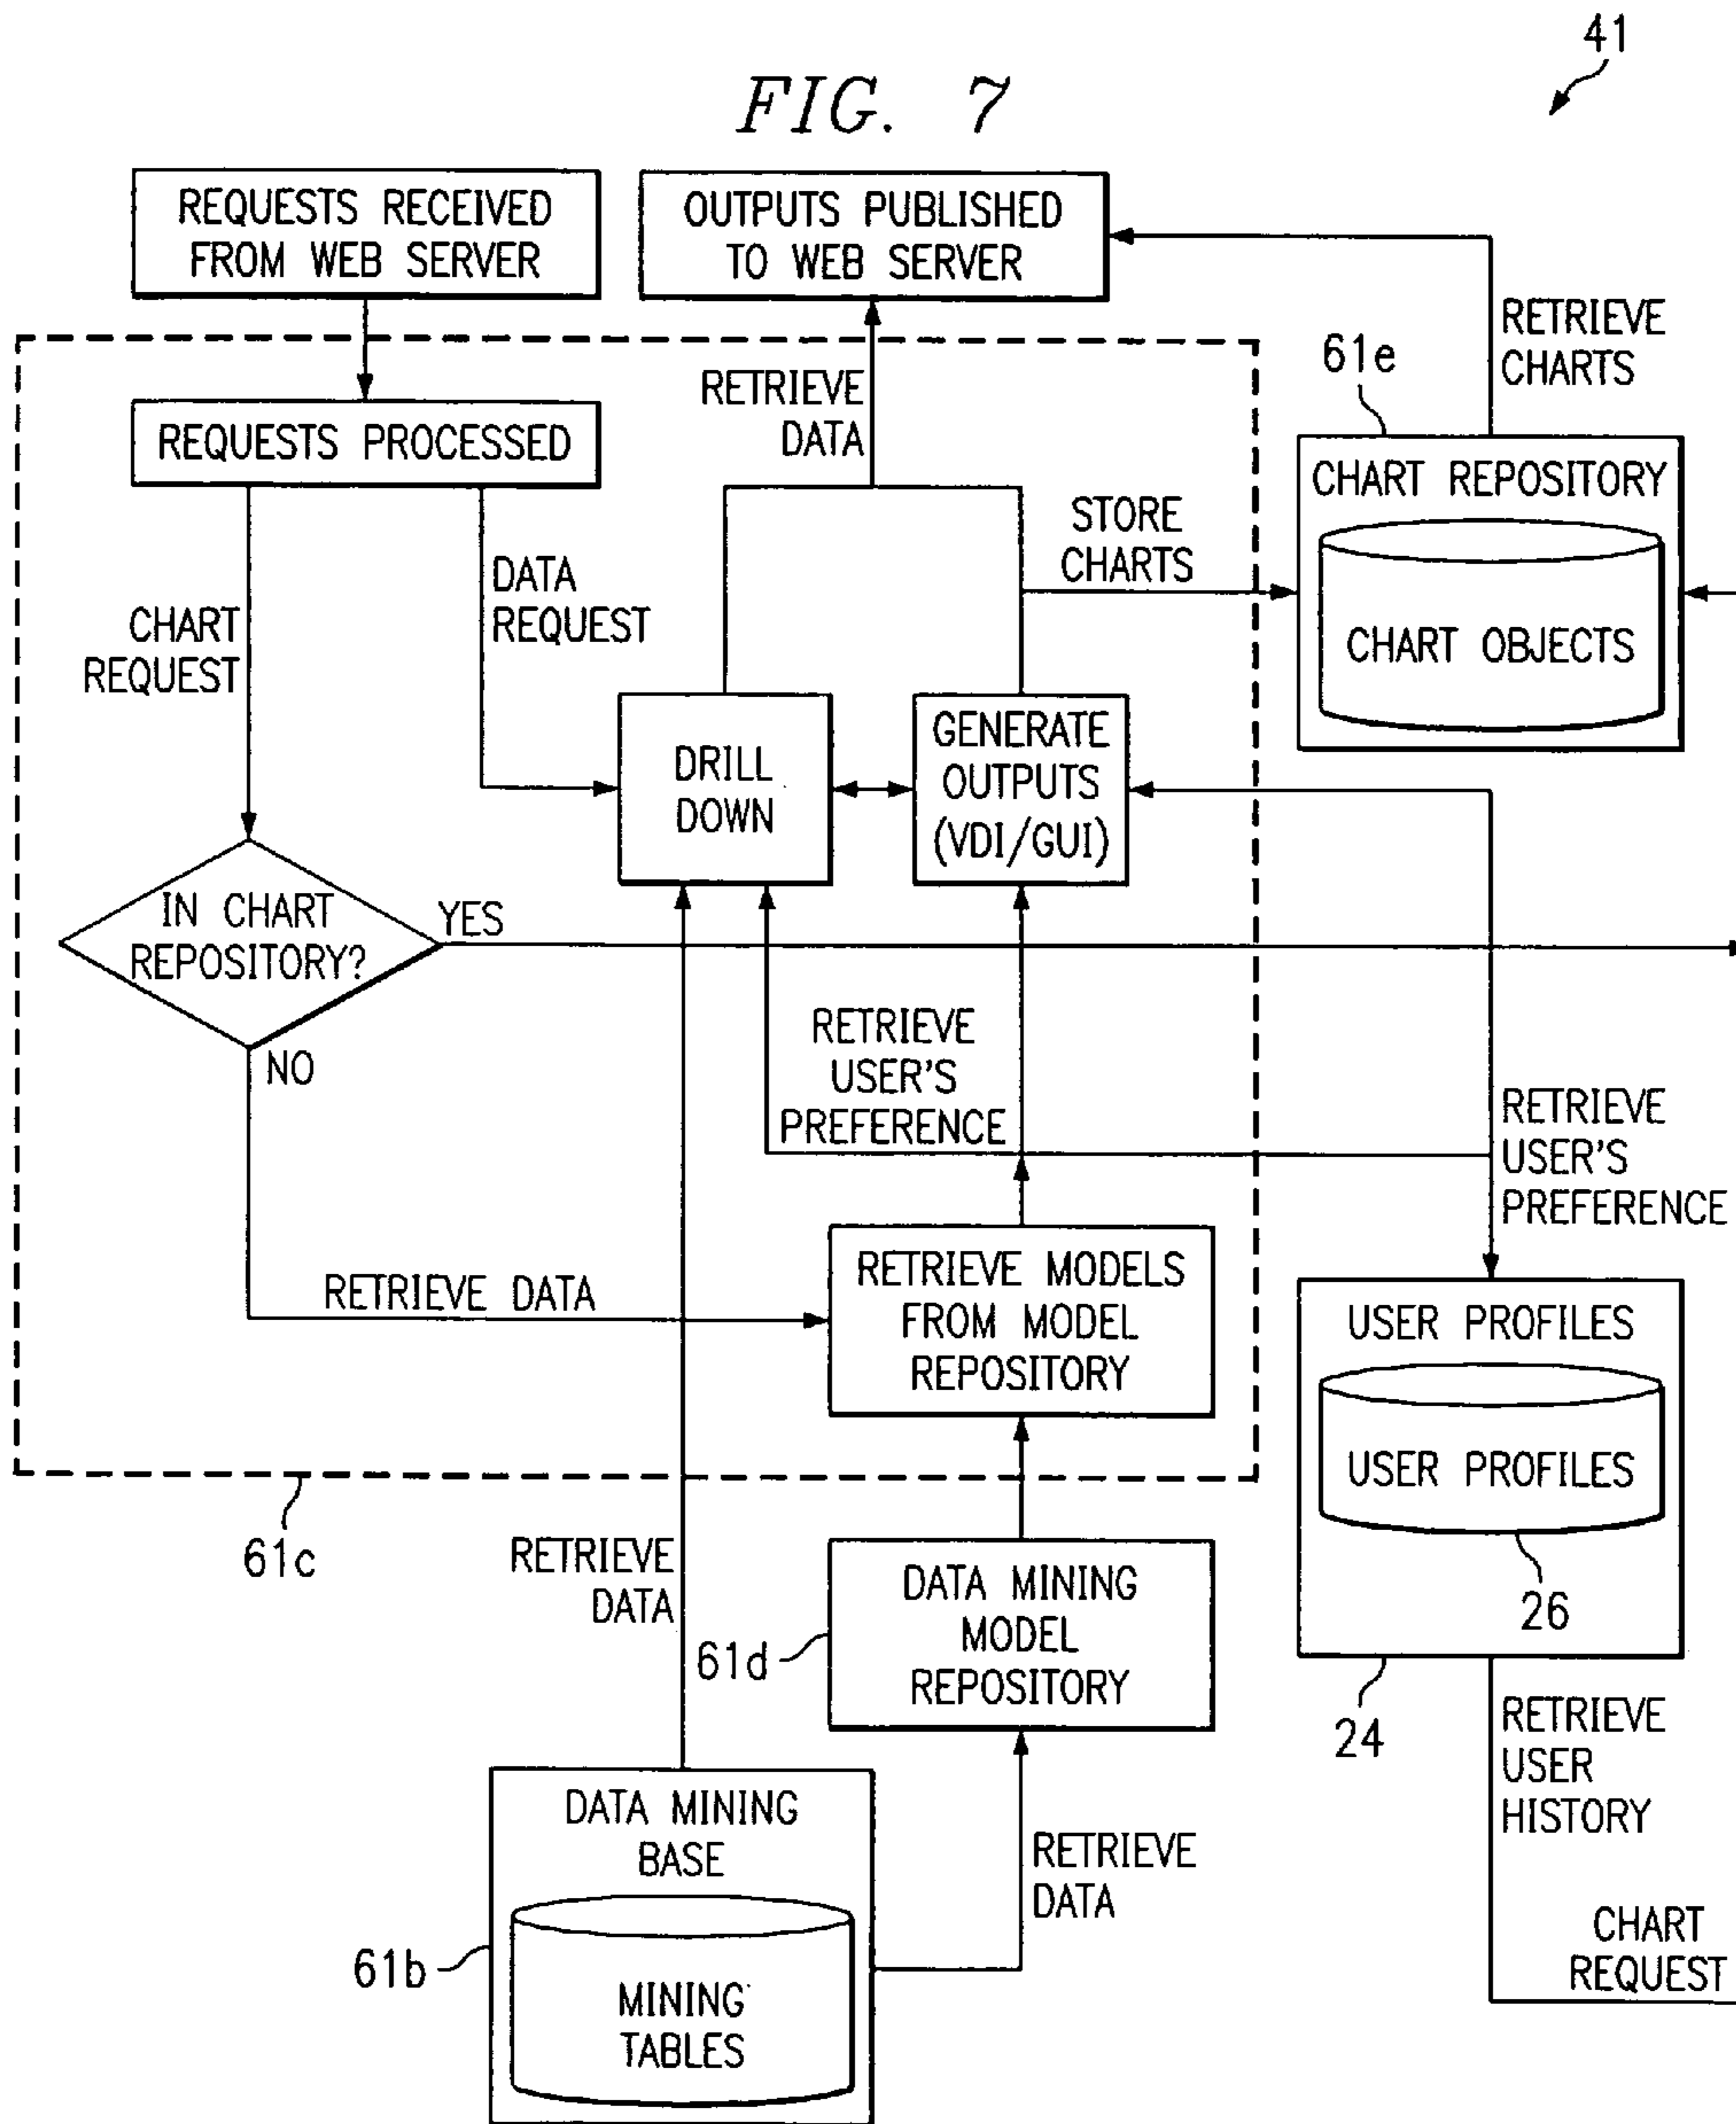 41
FIG. 7
REQUESTS RECEIVED
FROM WEB SERVER
OUTPUTS PUBLISHED
TO WEB SERVER
RETRIEVE
CHARTS
61e
RETRIEVE
DATA
REQUESTS PROCESSED
CHART REPOSITORY
CHART OBJECTS
STORE
CHARTS
DATA
REQUEST
CHART
REQUEST
DRILL
DOWN
GENERATE
OUTPUTS
(VDI/GUI)
IN CHART
REPOSITORY?
YES
NO
RETRIEVE
USER'S
PREFERENCE
RETRIEVE
USER'S
PREFERENCE
RETRIEVE DATA
RETRIEVE MODELS
FROM MODEL
REPOSITORY
USER PROFILES
USER PROFILES
26
24
61c
RETRIEVE
DATA
DATA MINING
MODEL
REPOSITORY
61d
RETRIEVE
USER
HISTORY
DATA MINING
BASE
MINING
TABLES
61b
RETRIEVE
DATA
CHART
REQUEST